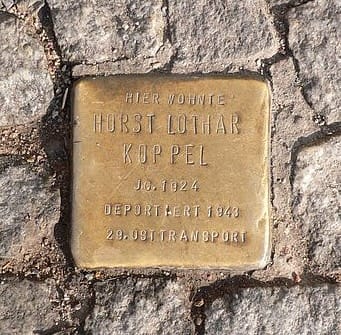 HIER WOHNTE
HORST LOTHAR
KOPPEL
JG. 1924
DEPORTIERT 1943
29. OSTTRANSPORT